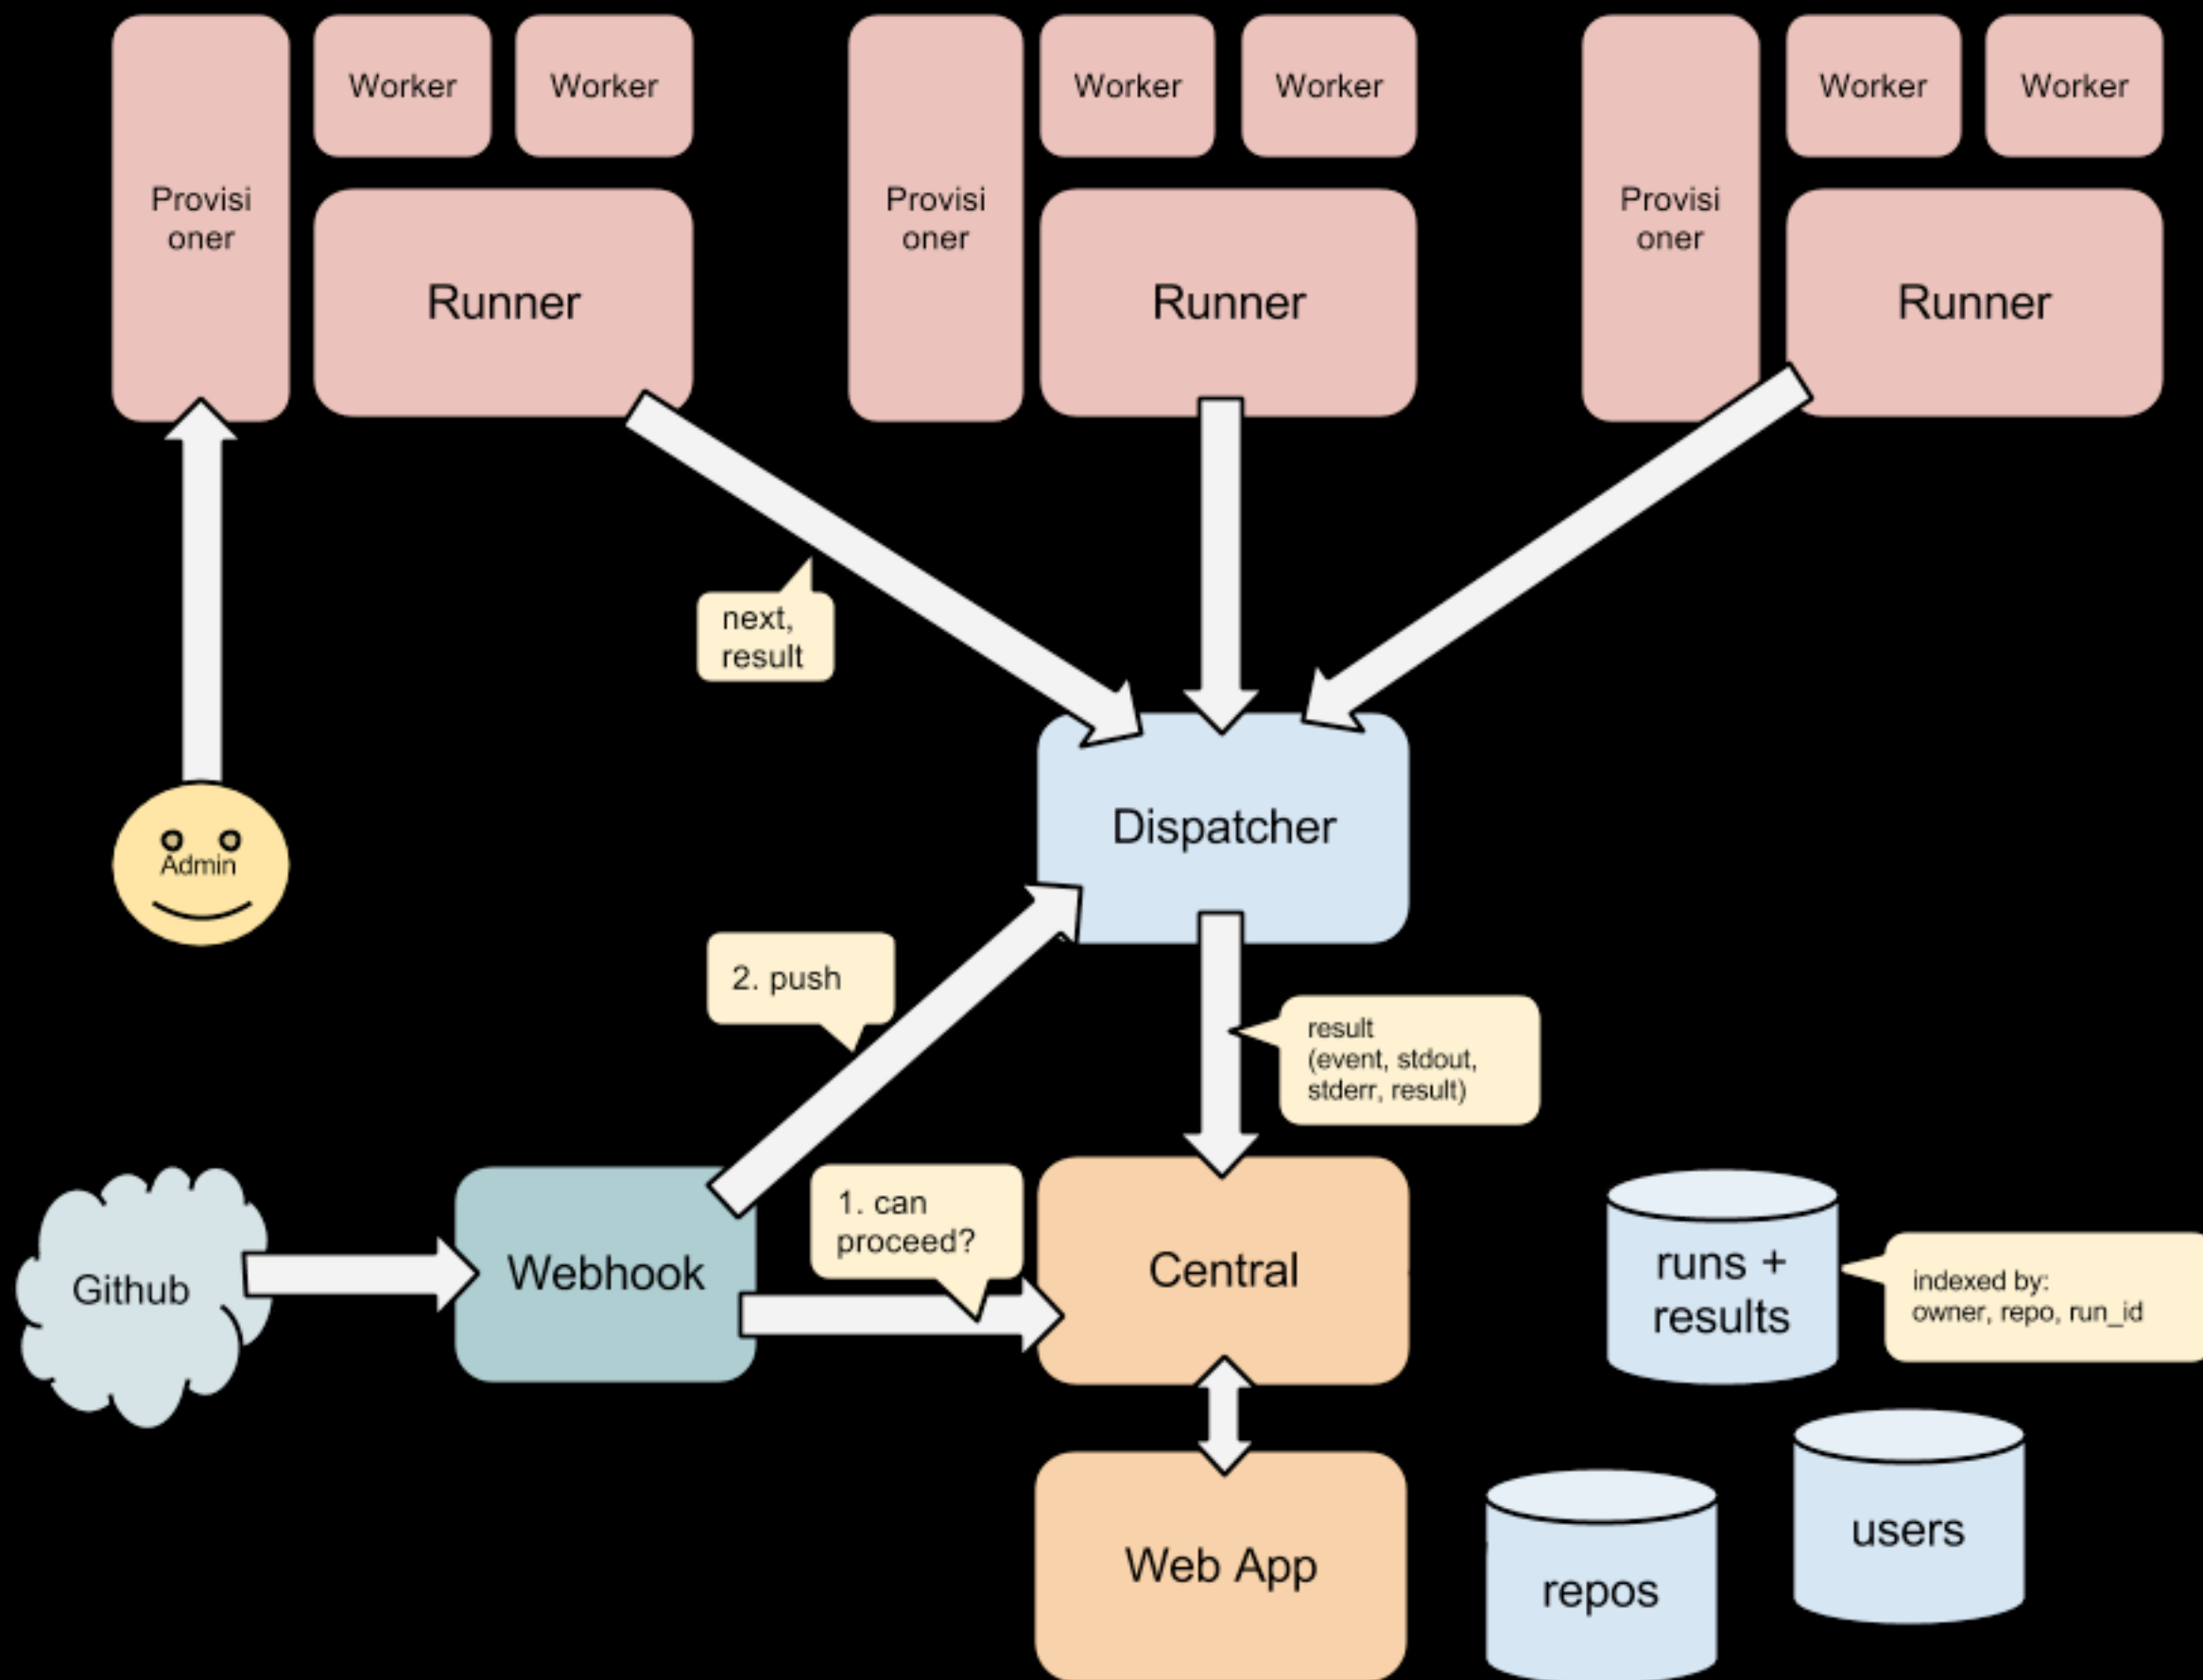 Worker
Worker
Worker
Worker
Worker
Worker
Provisi
oner
Provisi
oner
Provisi
oner
Runner
Runner
Runner
next,
result
Dispatcher
Admin
2. push
result
(event, stdout,
stderr, result)
1. can
proceed?
Github
Webhook
Central
runs +
results
indexed by:
owner, repo, run_id
Web App
repos
users